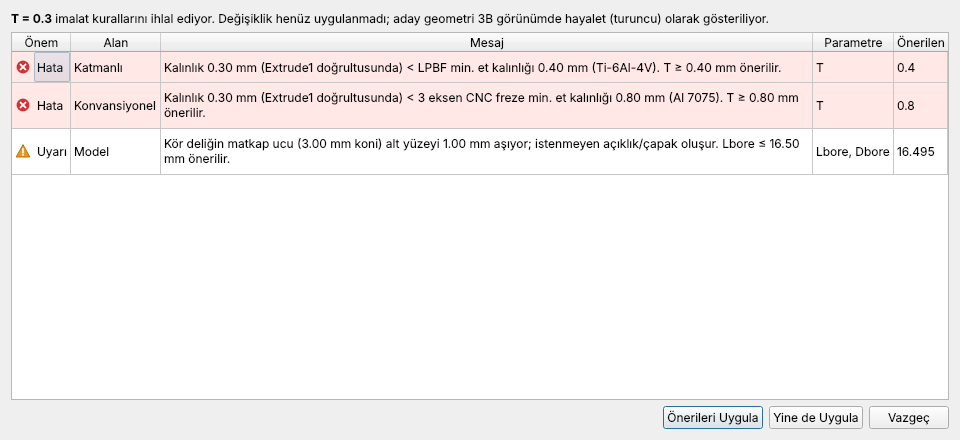 T = 0.3 imalat kurallarını ihlal ediyor. Değişiklik henüz uygulanmadı; aday geometri 3B görünümde hayalet (turuncu) olarak gösteriliyor.
Önem Alan Mesaj Parametre Önerilen
Hata Katmanlı Kalınlık 0.30 mm (Extrude1 doğrultusunda) < LPBF min. et kalınlığı 0.40 mm (Ti-6Al-4V). T ≥ 0.40 mm önerilir. T 0.4
Hata Konvansiyonel Kalınlık 0.30 mm (Extrude1 doğrultusunda) < 3 eksen CNC freze min. et kalınlığı 0.80 mm (Al 7075). T ≥ 0.80 mm
önerilir. T 0.8
Uyarı Model Kör deliğin matkap ucu (3.00 mm koni) alt yüzeyi 1.00 mm aşıyor; istenmeyen açıklık/çapak oluşur. Lbore ≤ 16.50
mm önerilir. Lbore, Dbore 16.495
Önerileri Uygula Yine de Uygula Vazgeç